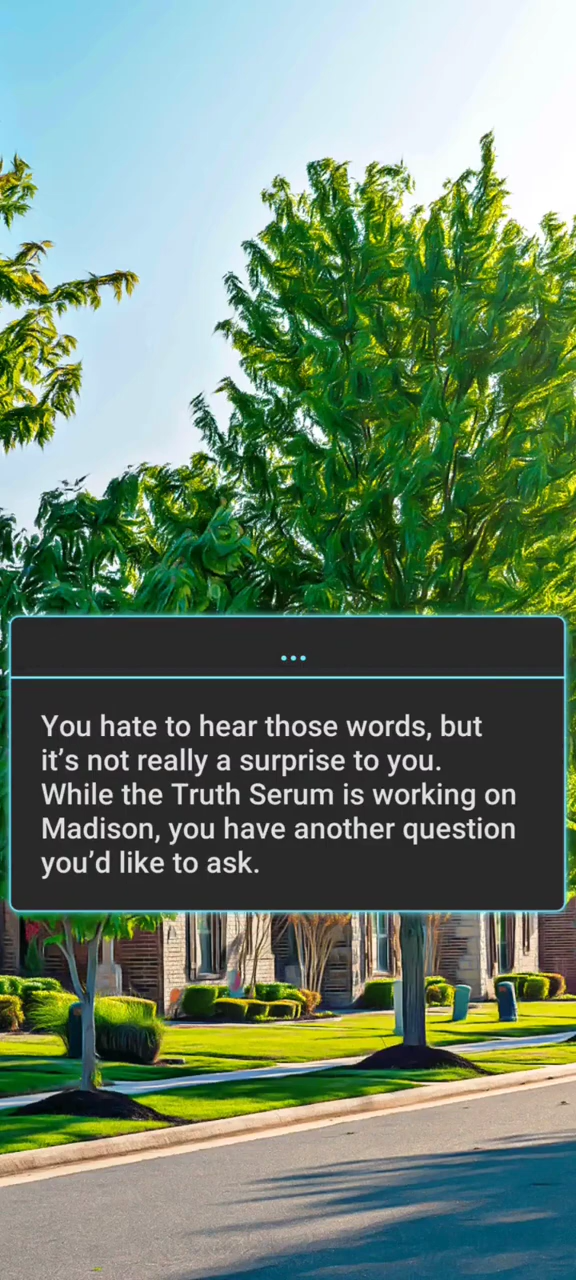 ...
You hate to hear those words, but
it’s not really a surprise to you.
While the Truth Serum is working on
Madison, you have another question
you’d like to ask.